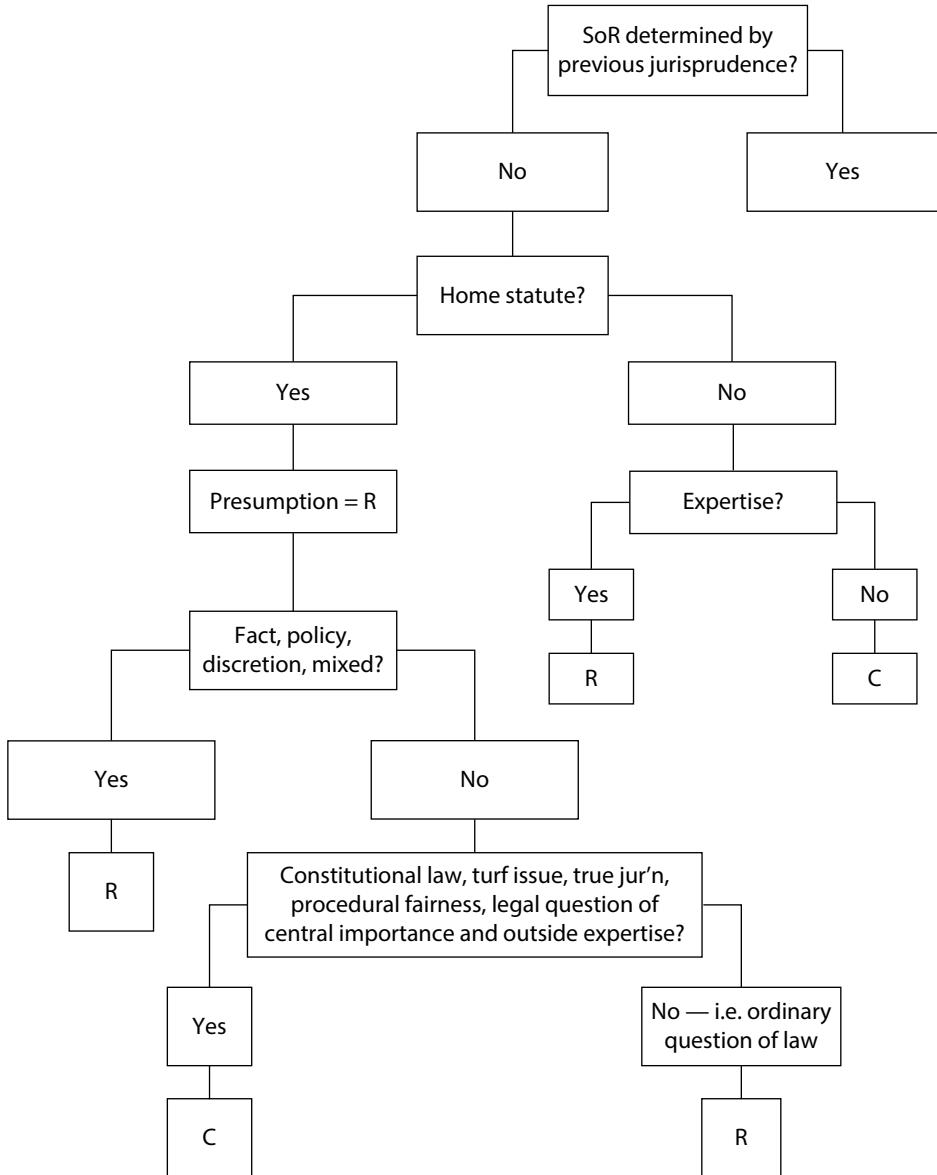 SoR determined by
previous jurisprudence?
No
Yes
Home statute?
Yes
No
Presumption = R
Expertise?
Yes
No
Fact, policy,
discretion, mixed?
R
C
Yes
No
R
Constitutional law, turf issue, true jur’n,
procedural fairness, legal question of
central importance and outside expertise?
Yes
No — i.e. ordinary
question of law
C
R